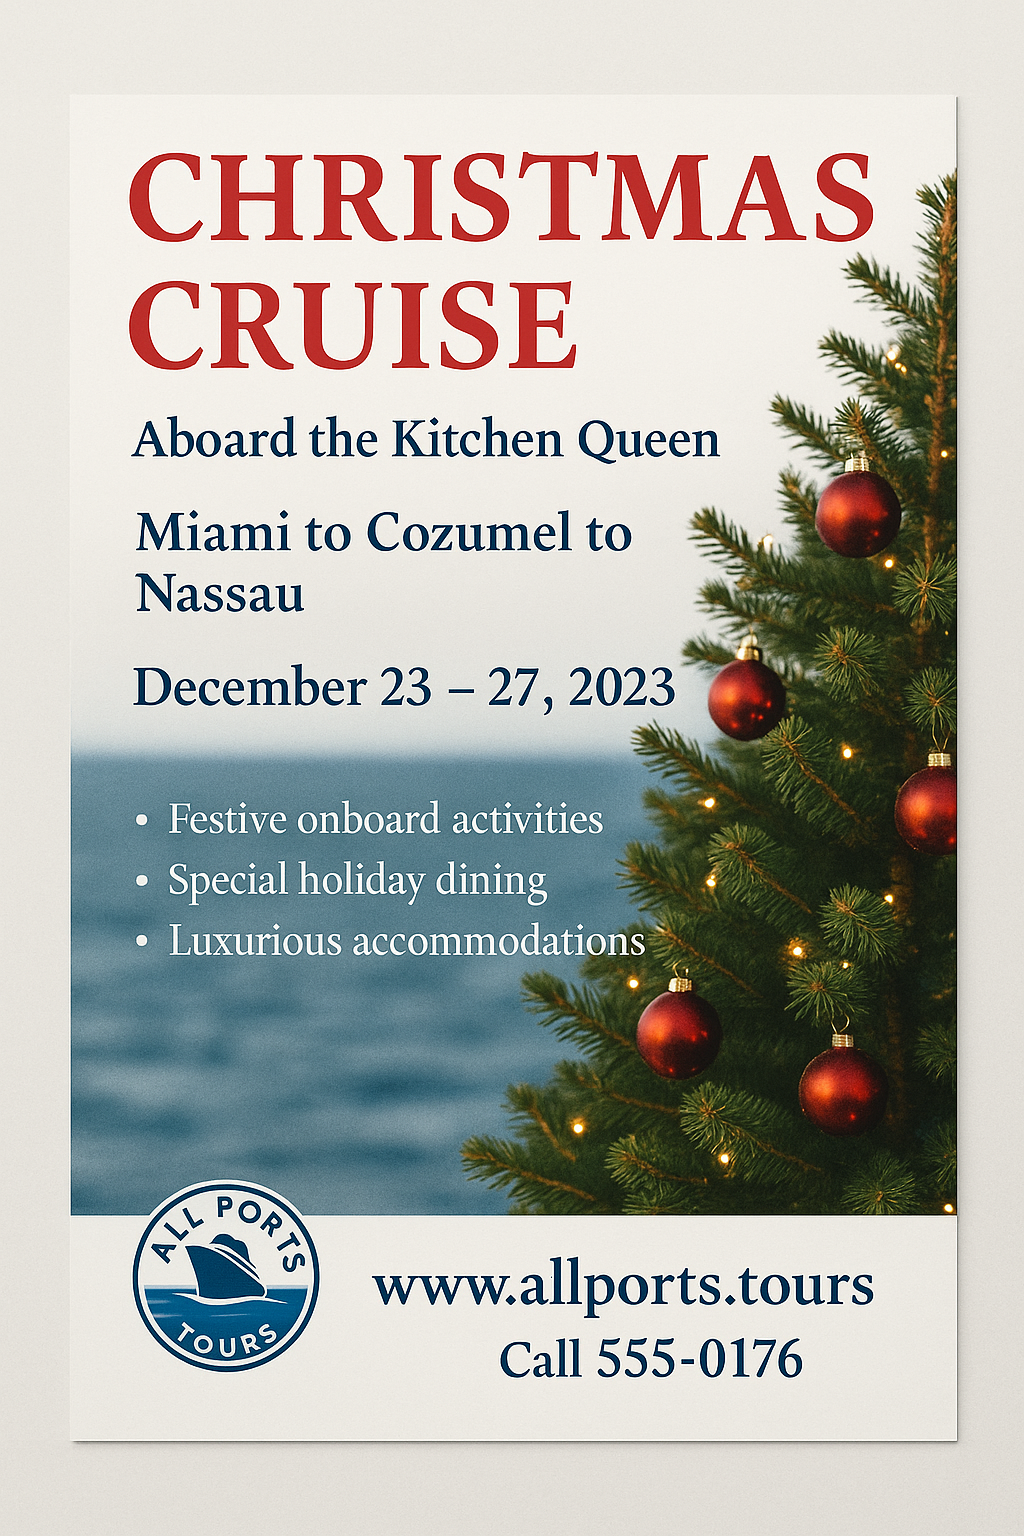 CHRISTMAS
CRUISE
Aboard the Kitchen Queen
Miami to Cozumel to
Nassau
December 23 – 27, 2023
• Festive onboard activities
• Special holiday dining
• Luxurious accommodations
ALL PORTS
TOURS
www.allports.tours
Call 555-0176